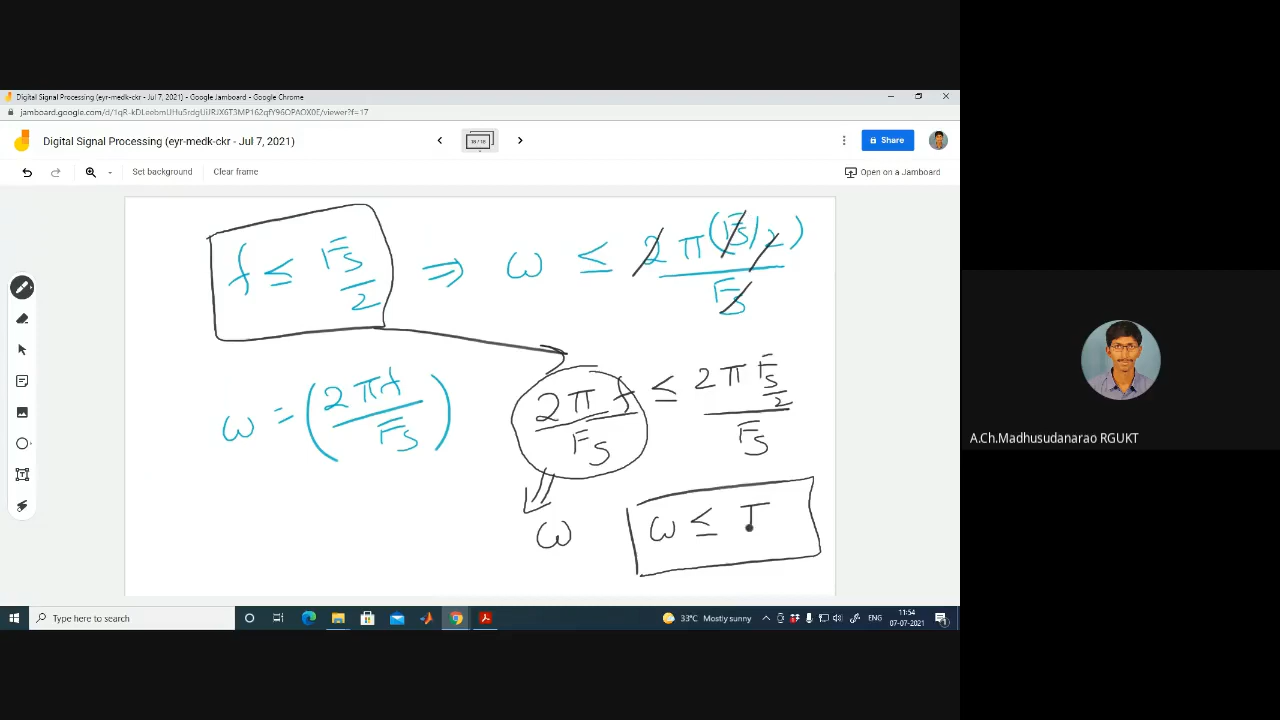 Digital Signal Processing (eyr-medk-ckr - Jul 7, 2021) - Google Jamboard - Google Chrome
Digital Signal Processing (eyr-medk-ckr - Jul 7, 2021)
18 / 18
Share
Set background
Clear frame
Open on a Jamboard
f ≤ Fs/2 ⇒ ω ≤ 2π(Fs/2)/Fs
ω = (2πf/Fs)
2πf/Fs ≤ 2π Fs/2 / Fs
ω
ω ≤ T
A.Ch.Madhusudanarao RGUKT
Type here to search
33°C Mostly sunny
ENG
11:54
07-07-2021